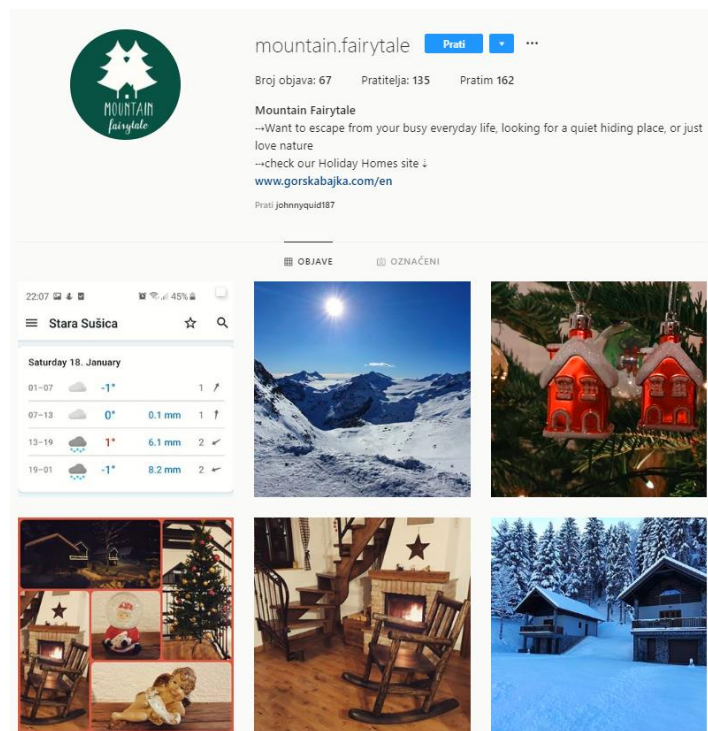 MOUNTAIN
fairytale
mountain.fairytale Prati
Broj objava: 67 Pratitelja: 135 Pratim 162
Mountain Fairytale
⇢Want to escape from your busy everyday life, looking for a quiet hiding place, or just
love nature
⇢check our Holiday Homes site ⇣
www.gorskabajka.com/en
Prati johnnyquid187
OBJAVE OZNAČENI
22:07 45%
Stara Sušica
Saturday 18. January
01-07 -1° 1
07-13 0° 0.1 mm 1
13-19 1° 6.1 mm 2
19-01 -1° 8.2 mm 2